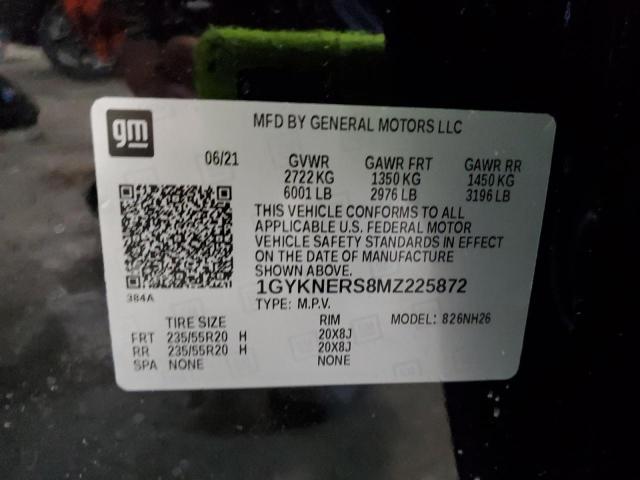 gm
MFD BY GENERAL MOTORS LLC
06/21 GVWR GAWR FRT GAWR RR
2722 KG 1350 KG 1450 KG
6001 LB 2976 LB 3196 LB
THIS VEHICLE CONFORMS TO ALL
APPLICABLE U.S. FEDERAL MOTOR
VEHICLE SAFETY STANDARDS IN EFFECT
ON THE DATE OF MANUFACTURE
SHOWN ABOVE.
384A
1GYKNERS8MZ225872
TYPE: M.P.V.
TIRE SIZE RIM MODEL: 826NH26
FRT 235/55R20 H 20X8J
RR 235/55R20 H 20X8J
SPA NONE NONE